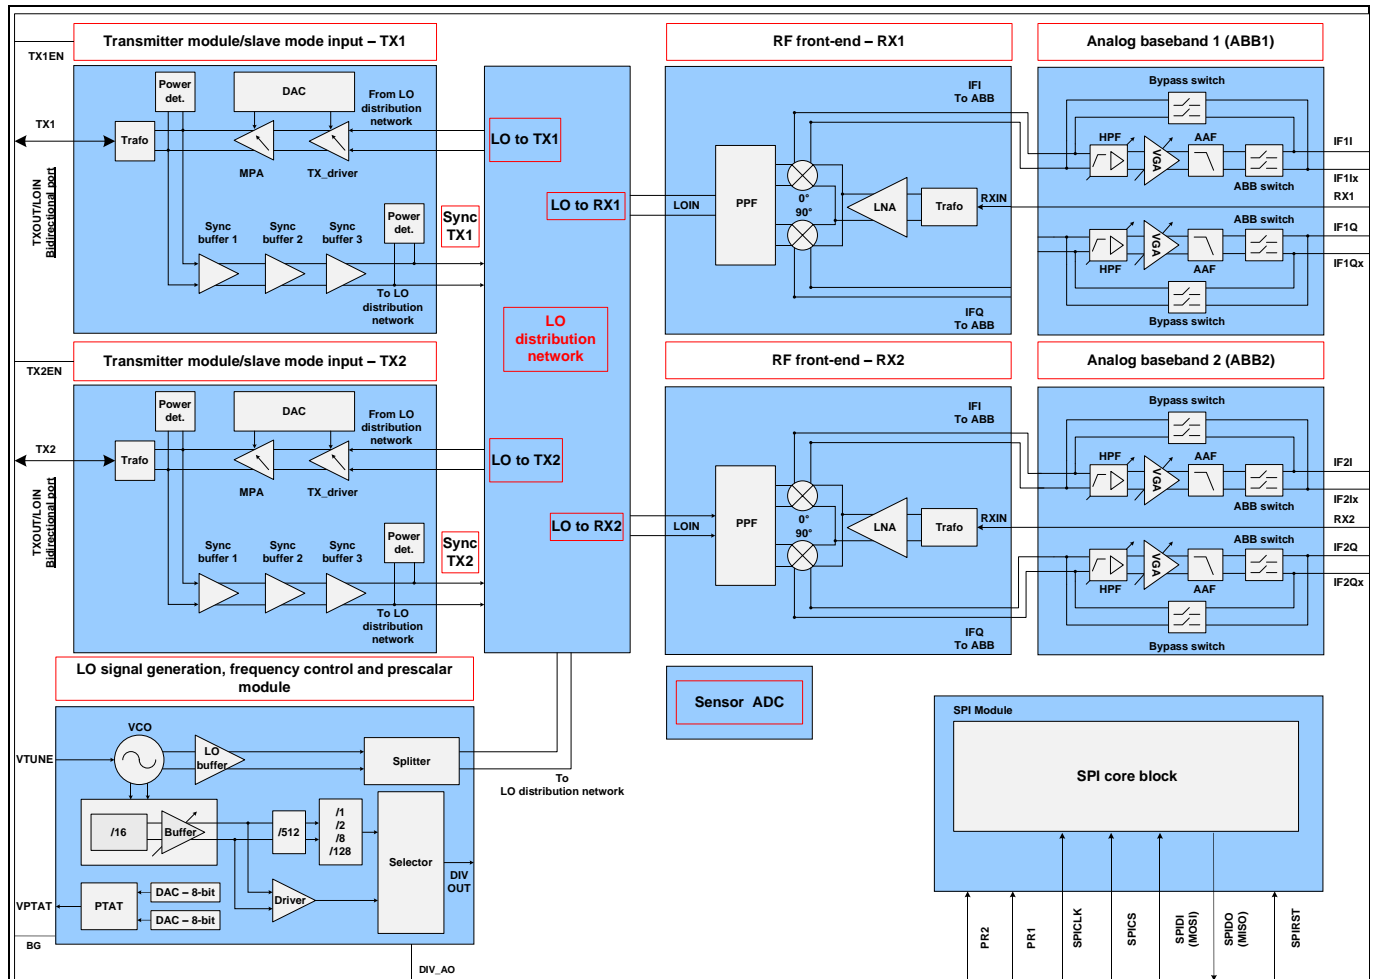 Transmitter module/slave mode input – TX1
RF front-end – RX1
Analog baseband 1 (ABB1)
TX1EN
Power
det.
DAC
From LO
distribution
network
TX1
Trafo
MPA
TX_driver
LO to TX1
TXOUT/LOIN
Bidirectional port
Sync
buffer 1
Sync
buffer 2
Sync
buffer 3
Power
det.
Sync
TX1
To LO
distribution
network
LO to RX1
LO
distribution
network
IFI
To ABB
PPF
LOIN
0°
90°
LNA
Trafo
RXIN
IFQ
To ABB
Bypass switch
HPF
VGA
AAF
ABB switch
IF1I
IF1Ix
RX1
ABB switch
IF1Q
HPF
VGA
AAF
IF1Qx
Bypass switch
Transmitter module/slave mode input – TX2
RF front-end – RX2
Analog baseband 2 (ABB2)
TX2EN
Power
det.
DAC
From LO
distribution
network
TX2
Trafo
MPA
TX_driver
LO to TX2
TXOUT/LOIN
Bidirectional port
Sync
buffer 1
Sync
buffer 2
Sync
buffer 3
Power
det.
Sync
TX2
To LO
distribution
network
LO to RX2
IFI
To ABB
PPF
LOIN
0°
90°
LNA
Trafo
RXIN
IFQ
To ABB
Bypass switch
HPF
VGA
AAF
ABB switch
IF2I
IF2Ix
RX2
ABB switch
IF2Q
HPF
VGA
AAF
IF2Qx
Bypass switch
LO signal generation, frequency control and prescalar
module
VCO
VTUNE
LO
buffer
Splitter
To
LO distribution network
/16
Buffer
/512
/1
/2
/8
/128
Selector
DIV
OUT
Driver
VPTAT
PTAT
DAC – 8-bit
DAC – 8-bit
BG
DIV_AO
Sensor ADC
SPI Module
SPI core block
PR2
PR1
SPICLK
SPICS
SPIDI
(MOSI)
SPIDO
(MISO)
SPIRST